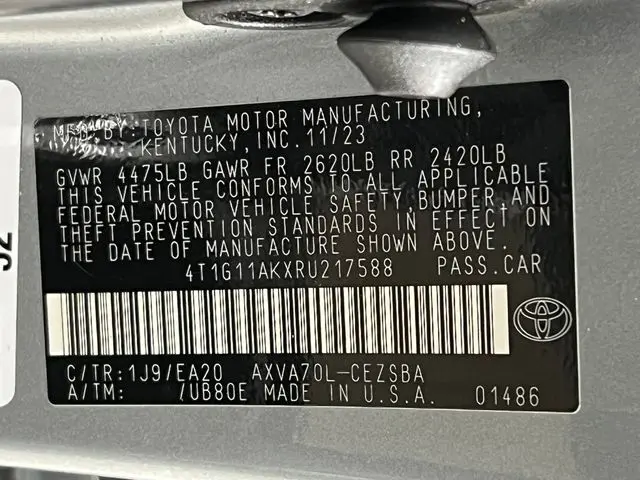 MFD. BY: TOYOTA MOTOR MANUFACTURING,
KENTUCKY, INC. 11/23
GVWR 4475LB GAWR FR 2620LB RR 2420LB
THIS VEHICLE CONFORMS TO ALL APPLICABLE
FEDERAL MOTOR VEHICLE SAFETY, BUMPER, AND
THEFT PREVENTION STANDARDS IN EFFECT ON
THE DATE OF MANUFACTURE SHOWN ABOVE.
4T1G11AKXRU217588 PASS.CAR
C/TR: 1J9/EA20 AXVA70L-CEZSBA
A/TM: /UB80E MADE IN U.S.A. 01486